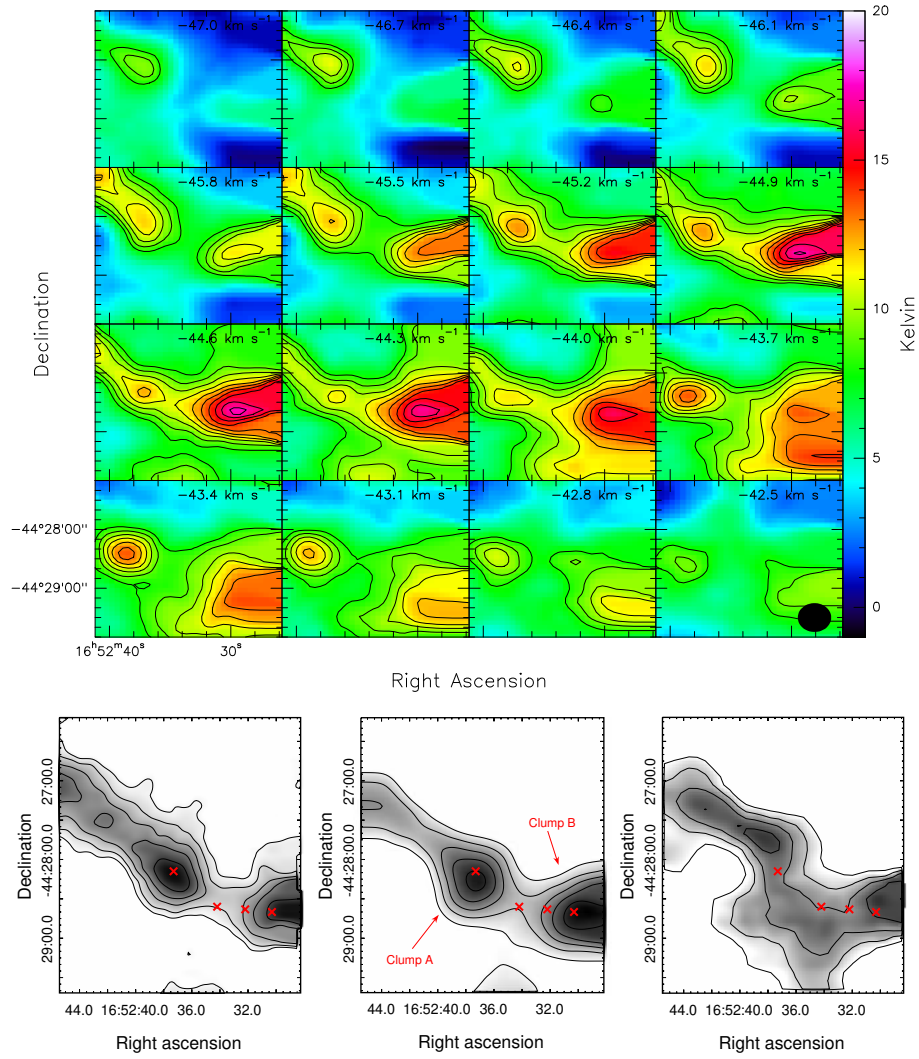 −47.0 km s⁻¹ −46.7 km s⁻¹ −46.4 km s⁻¹ −46.1 km s⁻¹
−45.8 km s⁻¹ −45.5 km s⁻¹ −45.2 km s⁻¹ −44.9 km s⁻¹
−44.6 km s⁻¹ −44.3 km s⁻¹ −44.0 km s⁻¹ −43.7 km s⁻¹
−43.4 km s⁻¹ −43.1 km s⁻¹ −42.8 km s⁻¹ −42.5 km s⁻¹
20
15
10
5
0
Kelvin
Declination
−44°28'00''
−44°29'00''
16ʰ52ᵐ40ˢ 30ˢ
Right Ascension
Declination
27:00.0
-44:28:00.0
29:00.0
44.0 16:52:40.0 36.0 32.0
Right ascension
Declination
27:00.0
-44:28:00.0
29:00.0
Clump B
Clump A
44.0 16:52:40.0 36.0 32.0
Right ascension
Declination
27:00.0
-44:28:00.0
29:00.0
44.0 16:52:40.0 36.0 32.0
Right ascension